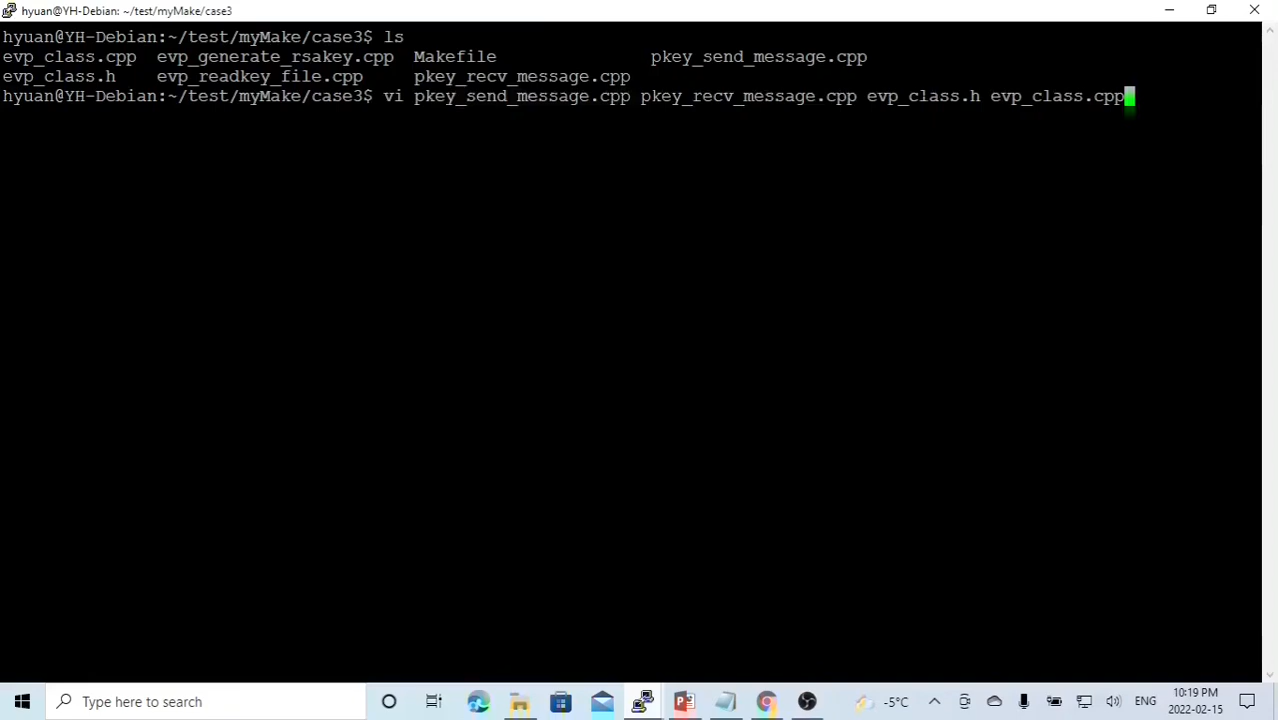 hyuan@YH-Debian: ~/test/myMake/case3
hyuan@YH-Debian:~/test/myMake/case3$ ls
evp_class.cpp  evp_generate_rsakey.cpp  Makefile               pkey_send_message.cpp
evp_class.h    evp_readkey_file.cpp     pkey_recv_message.cpp
hyuan@YH-Debian:~/test/myMake/case3$ vi pkey_send_message.cpp pkey_recv_message.cpp evp_class.h evp_class.cpp
Type here to search
-5°C
ENG
10:19 PM
2022-02-15